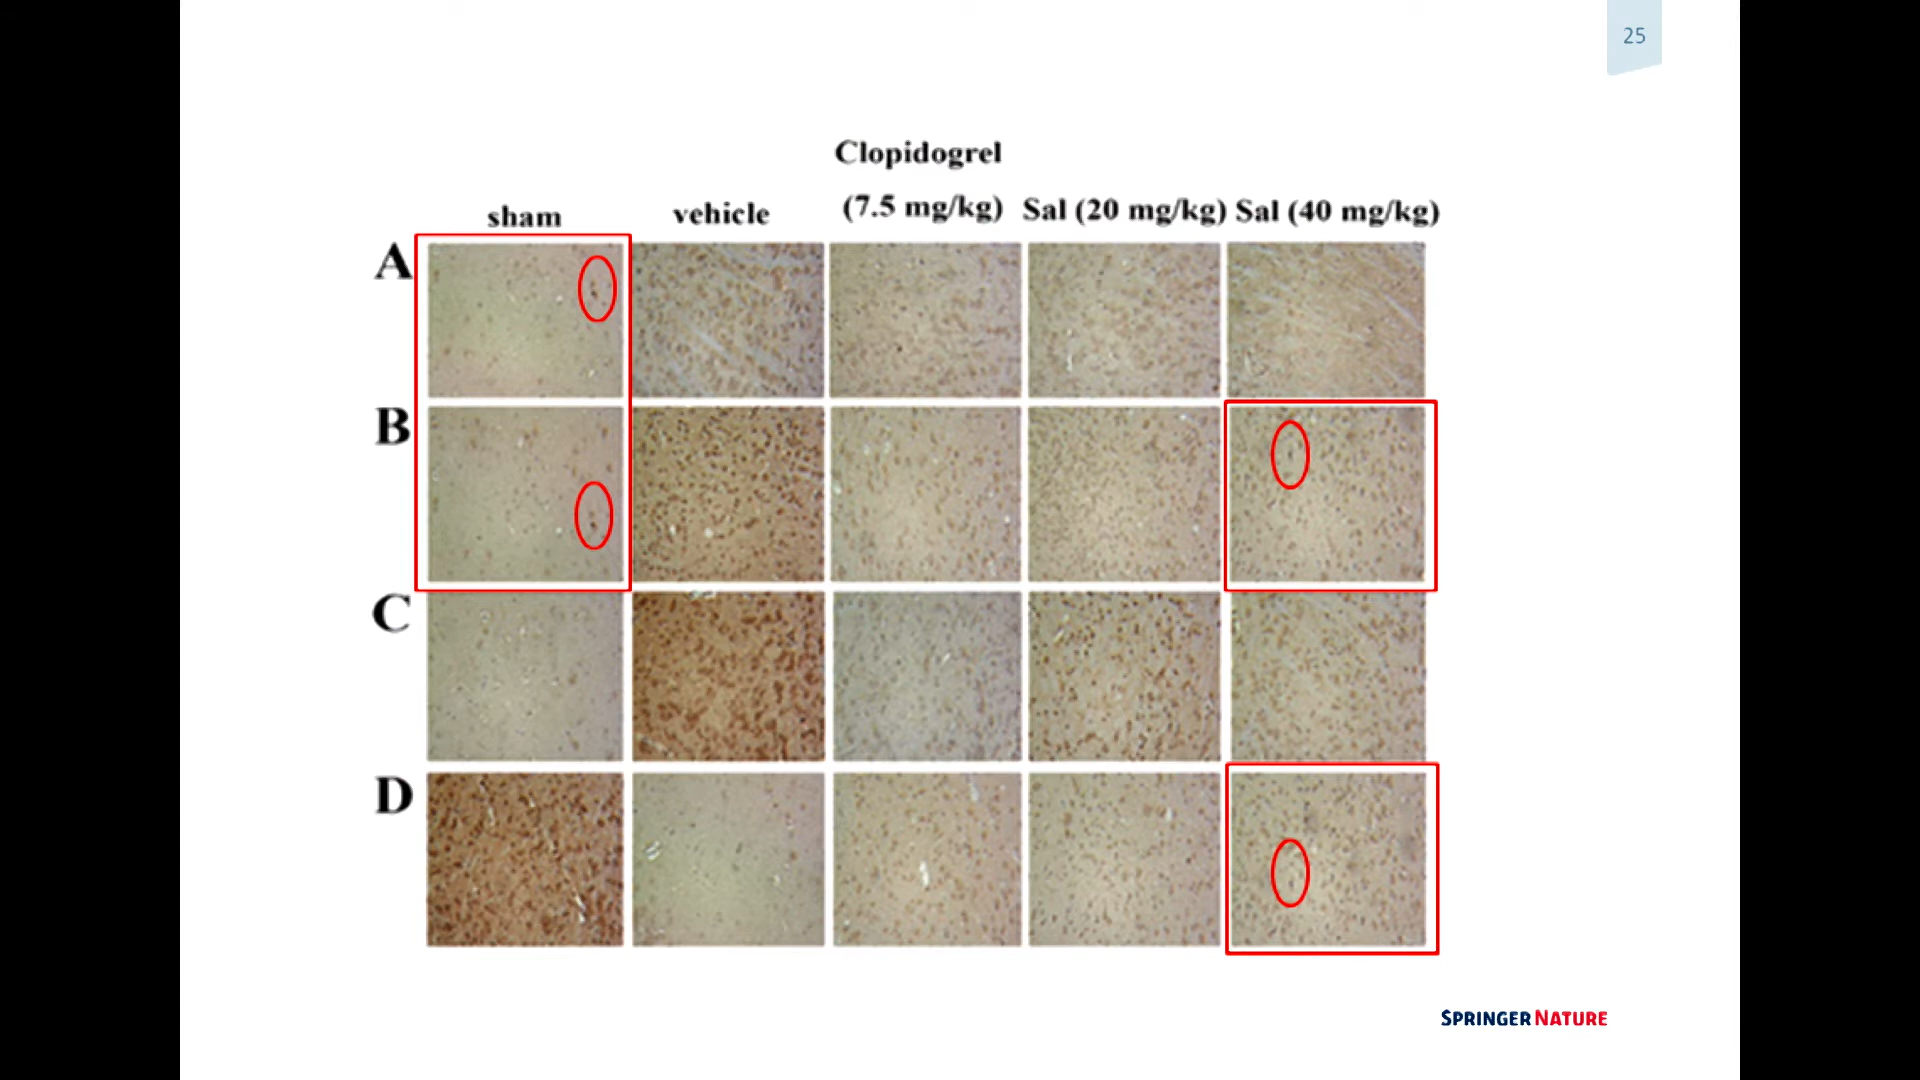 25
Clopidogrel
sham vehicle (7.5 mg/kg) Sal (20 mg/kg) Sal (40 mg/kg)
A
B
C
D
SPRINGER NATURE